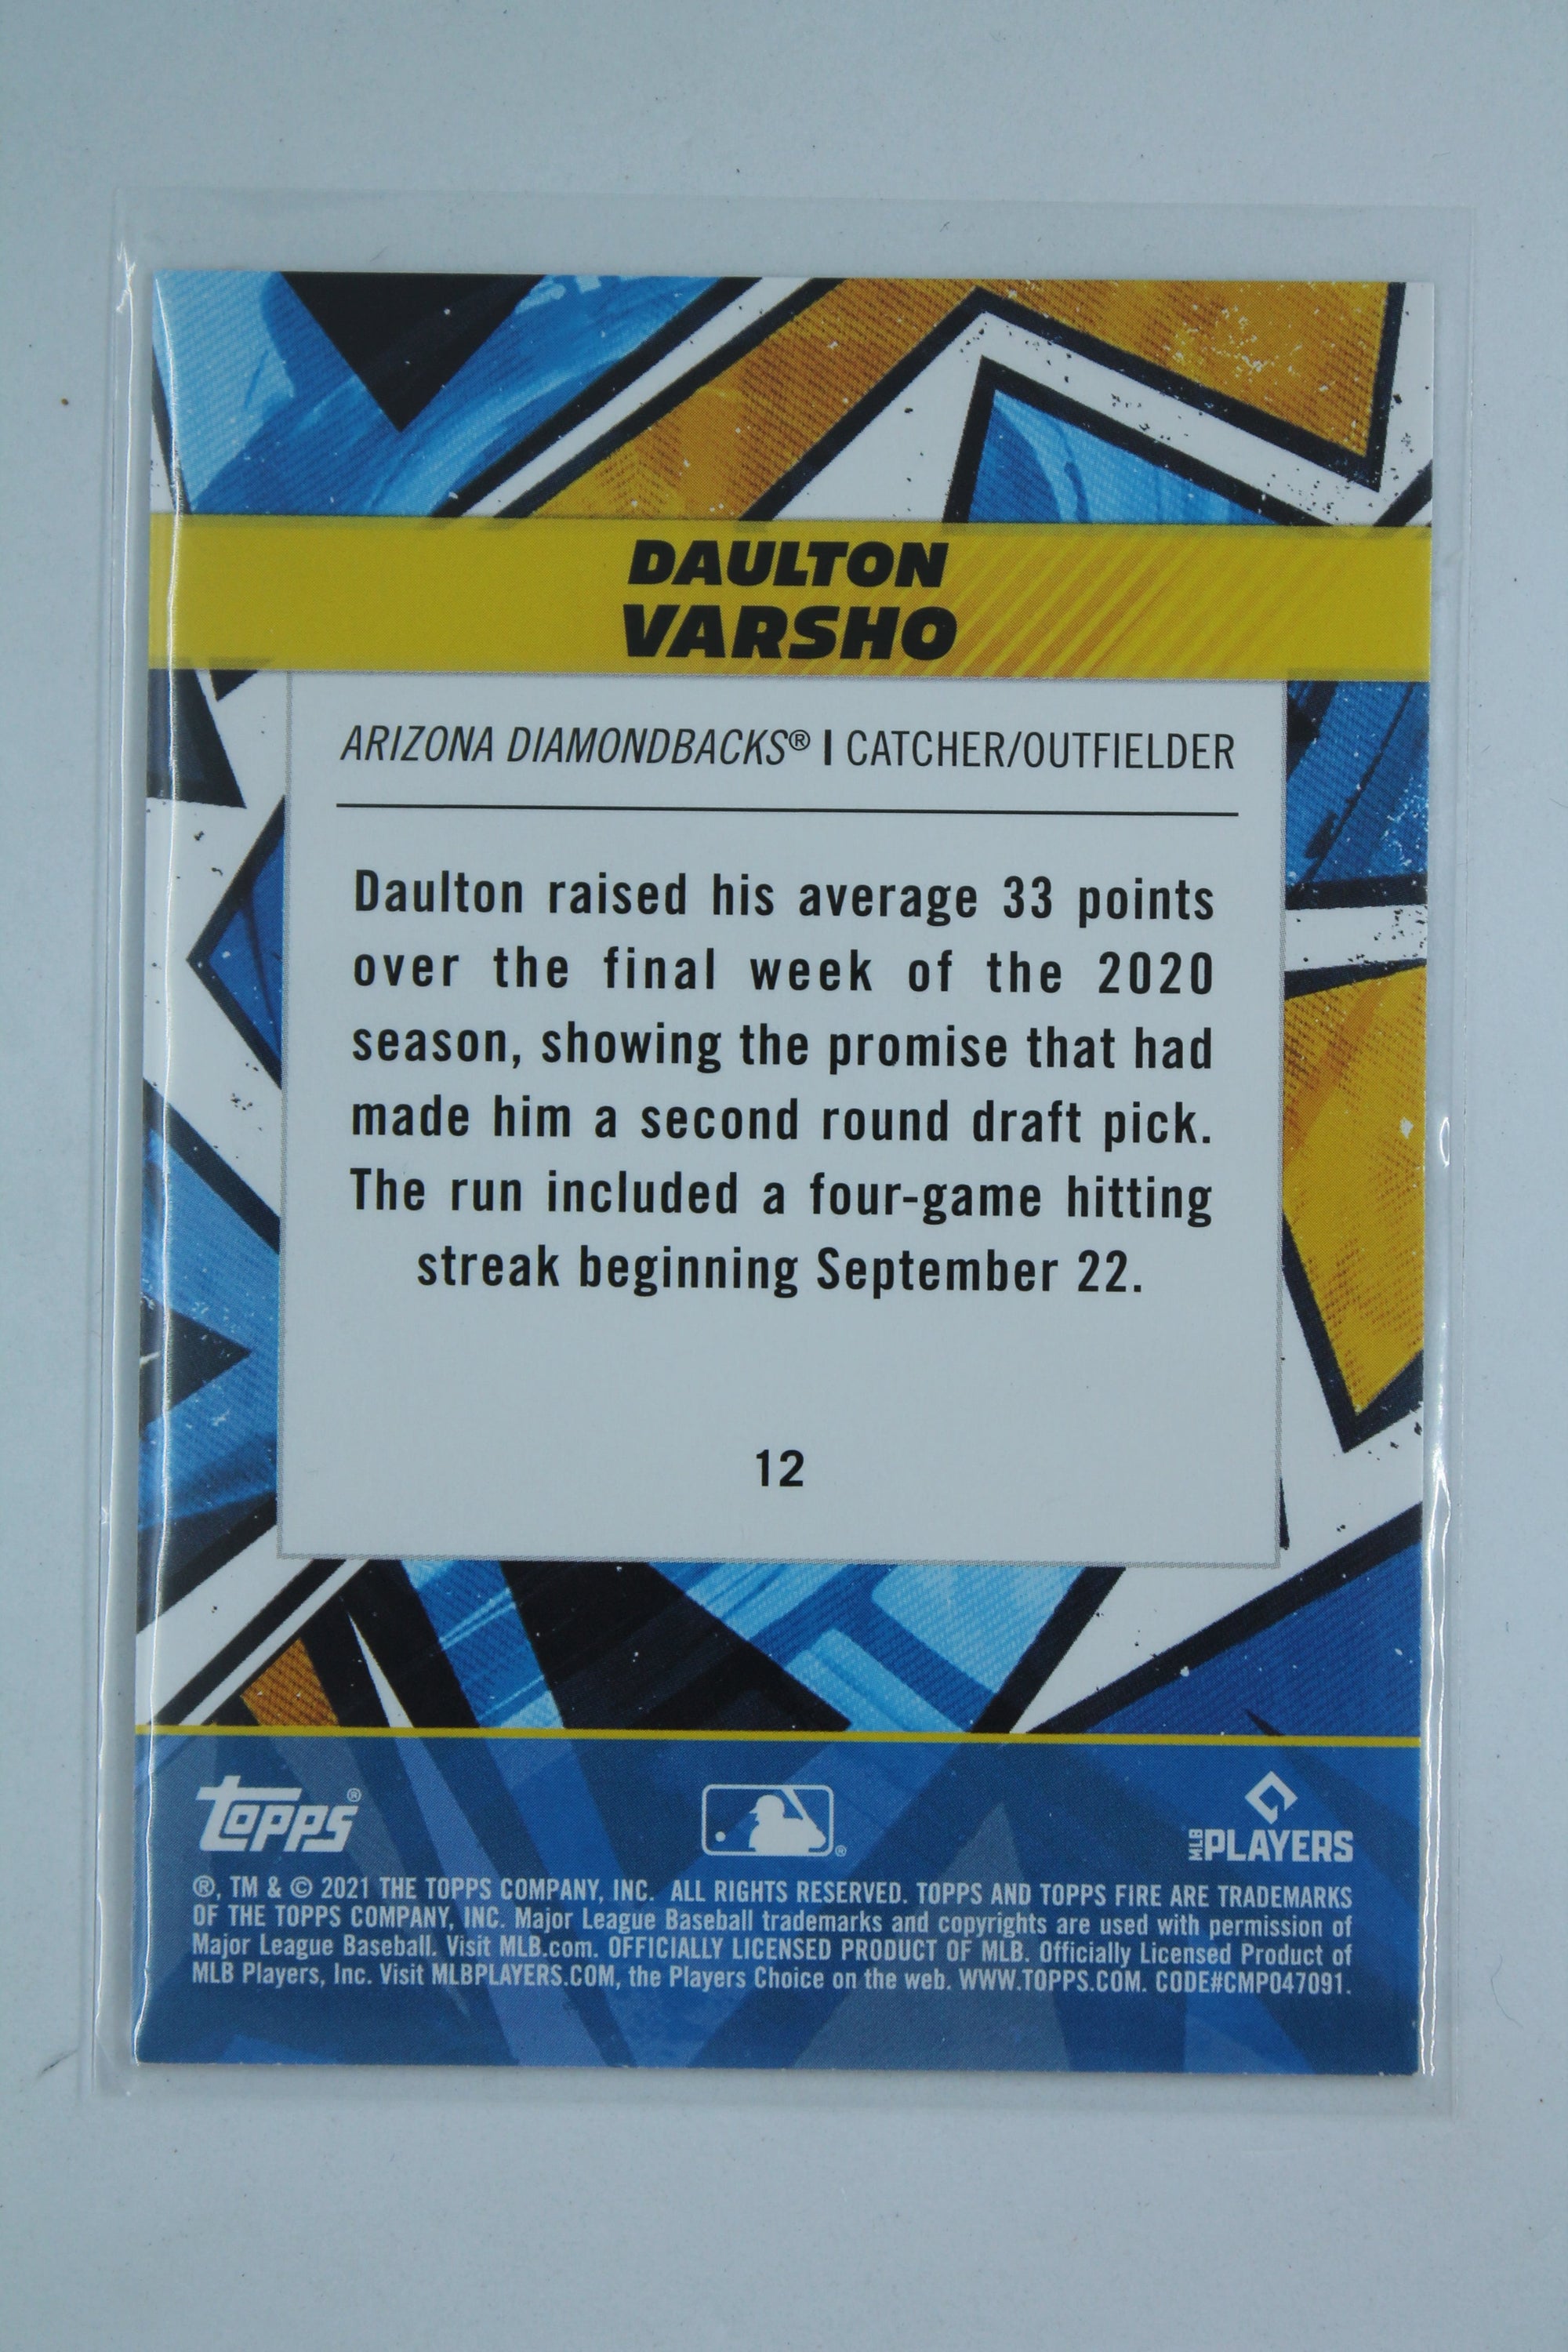 DAULTON
VARSHO
ARIZONA DIAMONDBACKS® | CATCHER/OUTFIELDER
Daulton raised his average 33 points
over the final week of the 2020
season, showing the promise that had
made him a second round draft pick.
The run included a four-game hitting
streak beginning September 22.
12
TOPPS®
®
MLB PLAYERS
®, TM & © 2021 THE TOPPS COMPANY, INC. ALL RIGHTS RESERVED. TOPPS AND TOPPS FIRE ARE TRADEMARKS
OF THE TOPPS COMPANY, INC. Major League Baseball trademarks and copyrights are used with permission of
Major League Baseball. Visit MLB.com. OFFICIALLY LICENSED PRODUCT OF MLB. Officially Licensed Product of
MLB Players, Inc. Visit MLBPLAYERS.COM, the Players Choice on the web. WWW.TOPPS.COM. CODE#CMP047091.